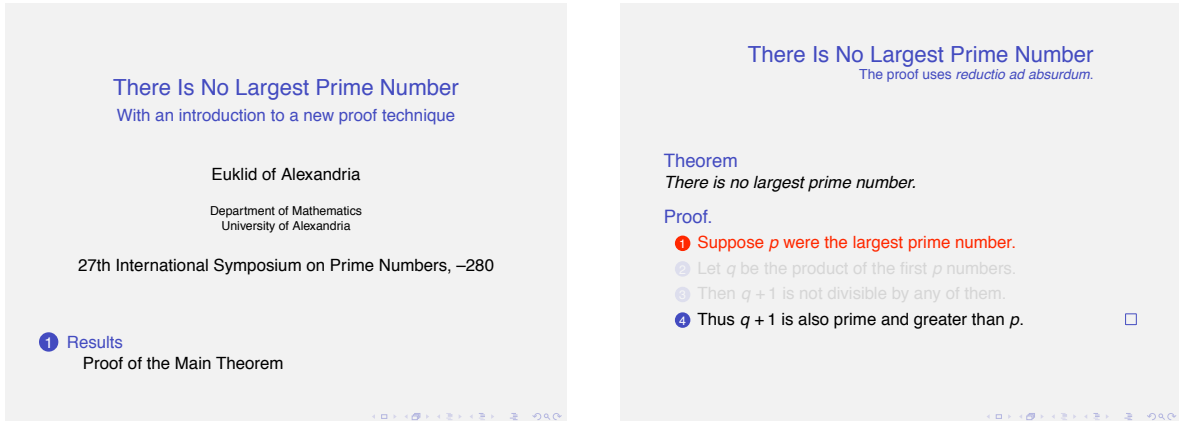 There Is No Largest Prime Number
With an introduction to a new proof technique
Euklid of Alexandria
Department of Mathematics
University of Alexandria
27th International Symposium on Prime Numbers, –280
1 Results
Proof of the Main Theorem
There Is No Largest Prime Number
The proof uses reductio ad absurdum.
Theorem
There is no largest prime number.
Proof.
1 Suppose p were the largest prime number.
2 Let q be the product of the first p numbers.
3 Then q + 1 is not divisible by any of them.
4 Thus q + 1 is also prime and greater than p.